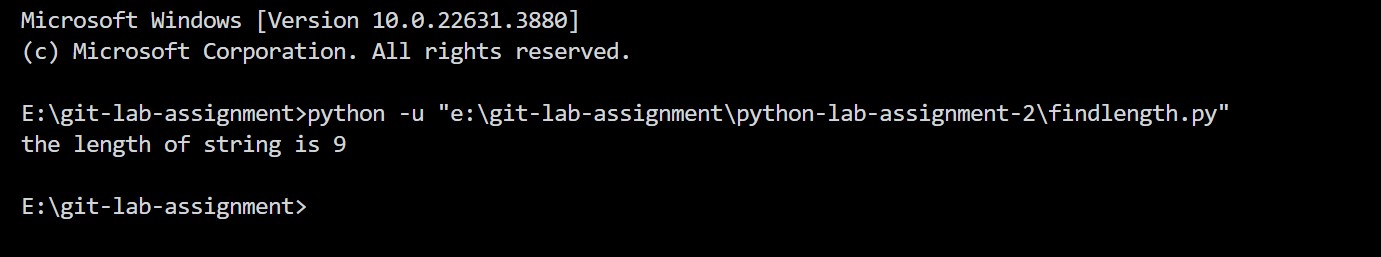 Microsoft Windows [Version 10.0.22631.3880]
(c) Microsoft Corporation. All rights reserved.
E:\git-lab-assignment>python -u "e:\git-lab-assignment\python-lab-assignment-2\findlength.py"
the length of string is 9
E:\git-lab-assignment>